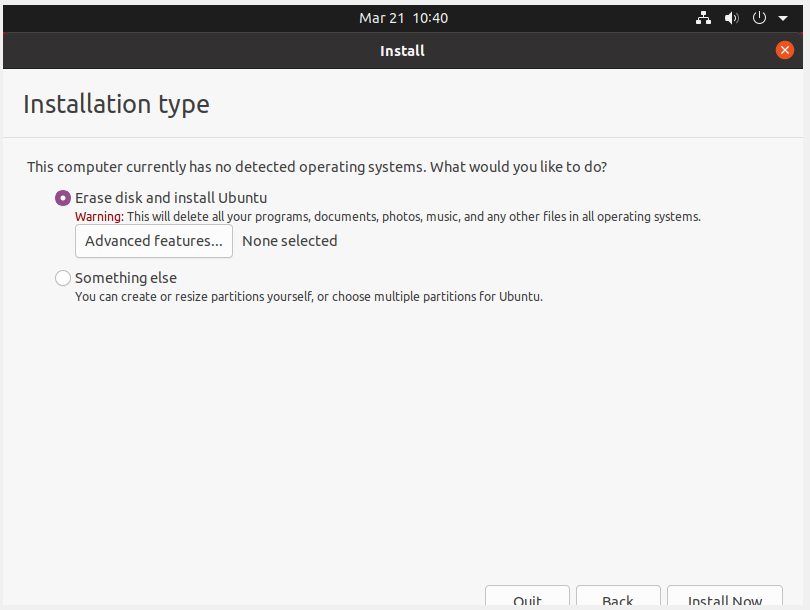 Mar 21 10:40
Install
Installation type
This computer currently has no detected operating systems. What would you like to do?
Erase disk and install Ubuntu
Warning: This will delete all your programs, documents, photos, music, and any other files in all operating systems.
Advanced features... None selected
Something else
You can create or resize partitions yourself, or choose multiple partitions for Ubuntu.
Quit Back Install Now